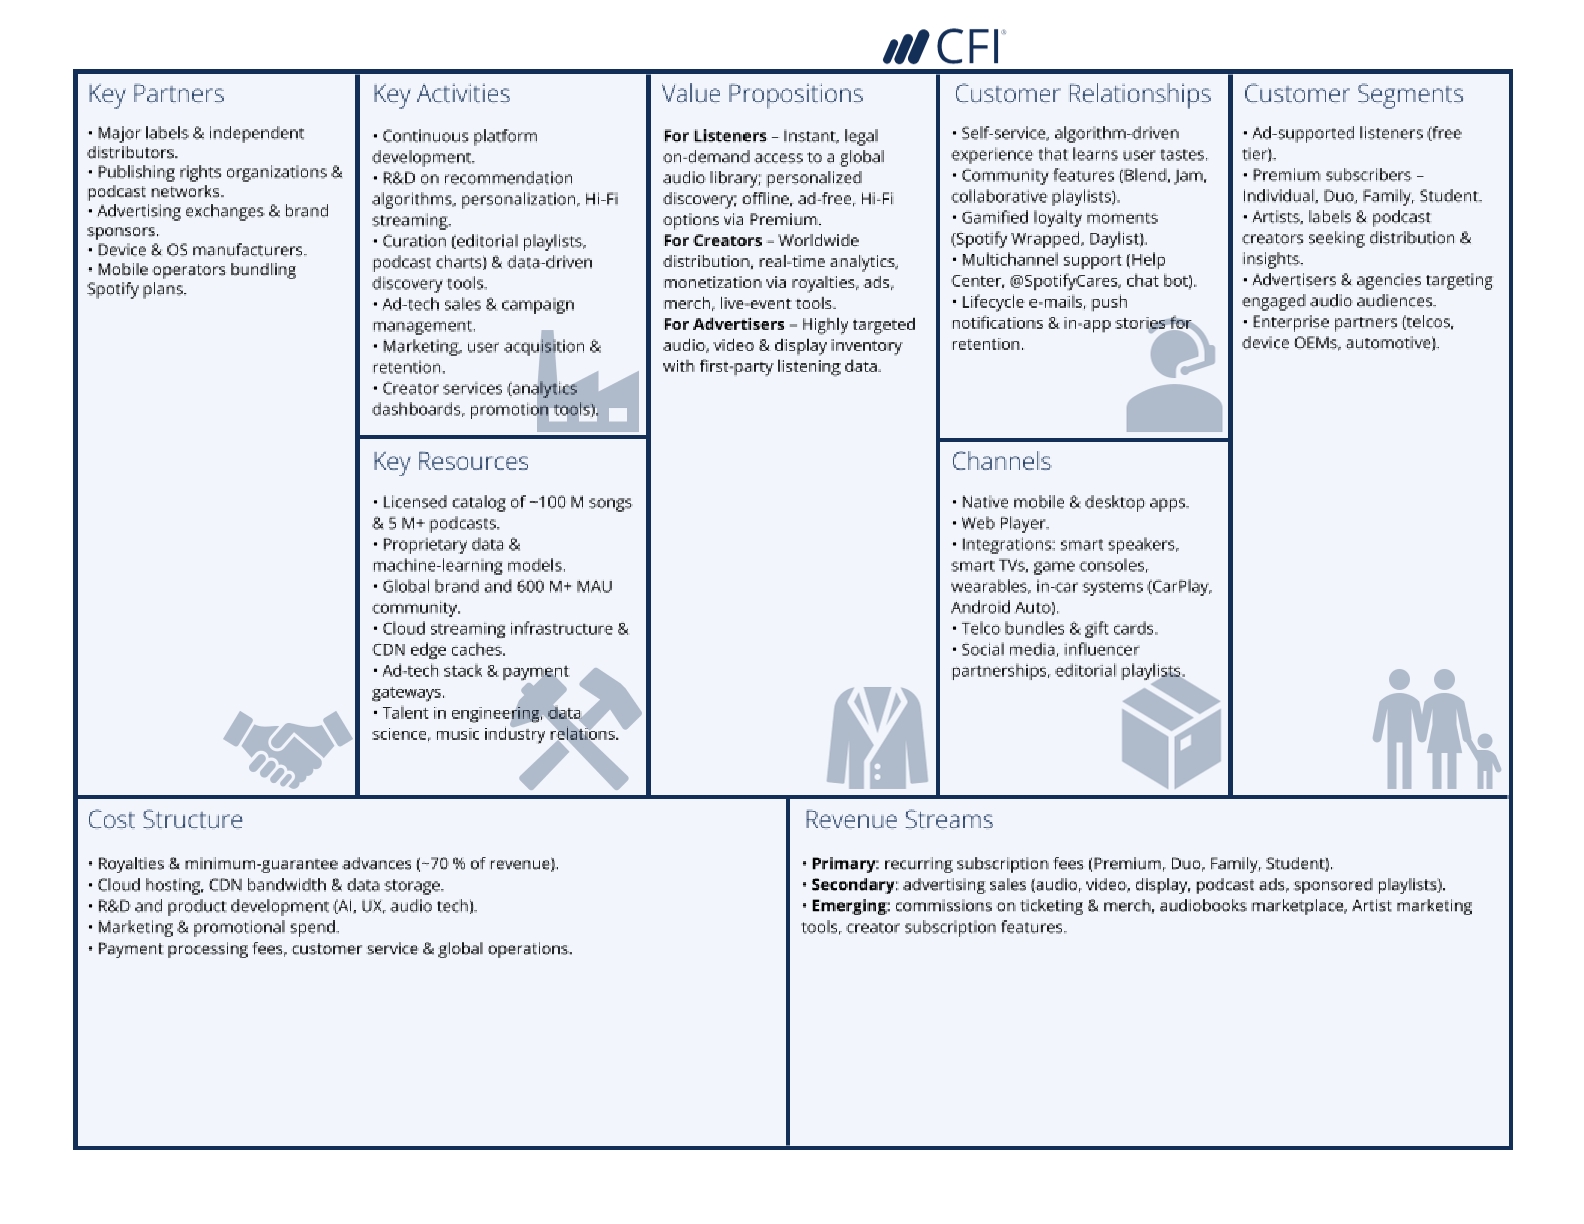 CFI®
Key Partners
• Major labels & independent
distributors.
• Publishing rights organizations &
podcast networks.
• Advertising exchanges & brand
sponsors.
• Device & OS manufacturers.
• Mobile operators bundling
Spotify plans.
Key Activities
• Continuous platform
development.
• R&D on recommendation
algorithms, personalization, Hi-Fi
streaming.
• Curation (editorial playlists,
podcast charts) & data-driven
discovery tools.
• Ad-tech sales & campaign
management.
• Marketing, user acquisition &
retention.
• Creator services (analytics
dashboards, promotion tools).
Key Resources
• Licensed catalog of ~100 M songs
& 5 M+ podcasts.
• Proprietary data &
machine-learning models.
• Global brand and 600 M+ MAU
community.
• Cloud streaming infrastructure &
CDN edge caches.
• Ad-tech stack & payment
gateways.
• Talent in engineering, data
science, music industry relations.
Value Propositions
For Listeners – Instant, legal
on-demand access to a global
audio library; personalized
discovery; offline, ad-free, Hi-Fi
options via Premium.
For Creators – Worldwide
distribution, real-time analytics,
monetization via royalties, ads,
merch, live-event tools.
For Advertisers – Highly targeted
audio, video & display inventory
with first-party listening data.
Customer Relationships
• Self-service, algorithm-driven
experience that learns user tastes.
• Community features (Blend, Jam,
collaborative playlists).
• Gamified loyalty moments
(Spotify Wrapped, Daylist).
• Multichannel support (Help
Center, @SpotifyCares, chat bot).
• Lifecycle e-mails, push
notifications & in-app stories for
retention.
Channels
• Native mobile & desktop apps.
• Web Player.
• Integrations: smart speakers,
smart TVs, game consoles,
wearables, in-car systems (CarPlay,
Android Auto).
• Telco bundles & gift cards.
• Social media, influencer
partnerships, editorial playlists.
Customer Segments
• Ad-supported listeners (free
tier).
• Premium subscribers –
Individual, Duo, Family, Student.
• Artists, labels & podcast
creators seeking distribution &
insights.
• Advertisers & agencies targeting
engaged audio audiences.
• Enterprise partners (telcos,
device OEMs, automotive).
Cost Structure
• Royalties & minimum-guarantee advances (~70 % of revenue).
• Cloud hosting, CDN bandwidth & data storage.
• R&D and product development (AI, UX, audio tech).
• Marketing & promotional spend.
• Payment processing fees, customer service & global operations.
Revenue Streams
• Primary: recurring subscription fees (Premium, Duo, Family, Student).
• Secondary: advertising sales (audio, video, display, podcast ads, sponsored playlists).
• Emerging: commissions on ticketing & merch, audiobooks marketplace, Artist marketing
tools, creator subscription features.